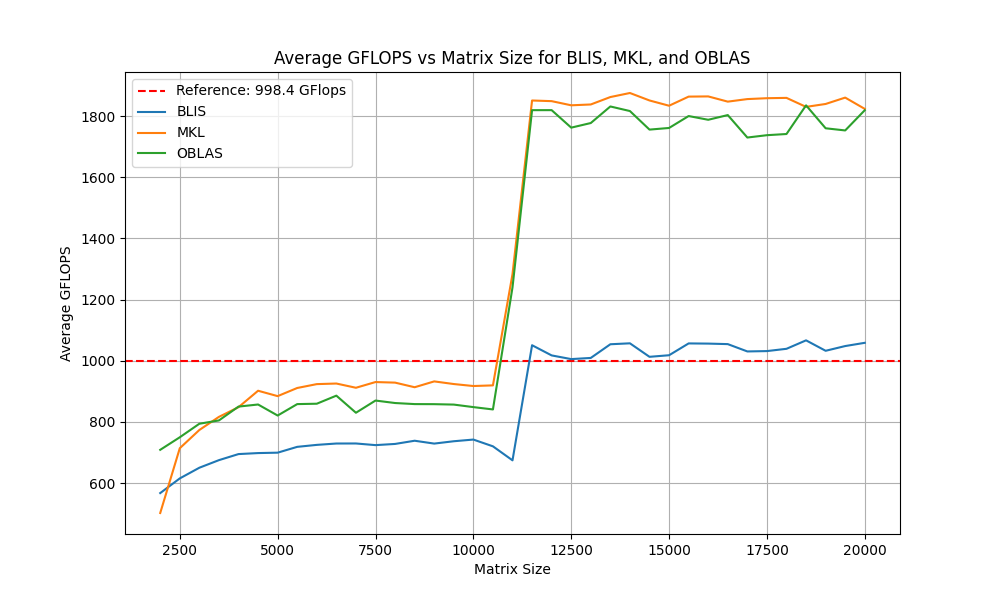 Average GFLOPS vs Matrix Size for BLIS, MKL, and OBLAS
Reference: 998.4 GFlops
BLIS
MKL
OBLAS
Average GFLOPS
1800
1600
1400
1200
1000
800
600
2500 5000 7500 10000 12500 15000 17500 20000
Matrix Size